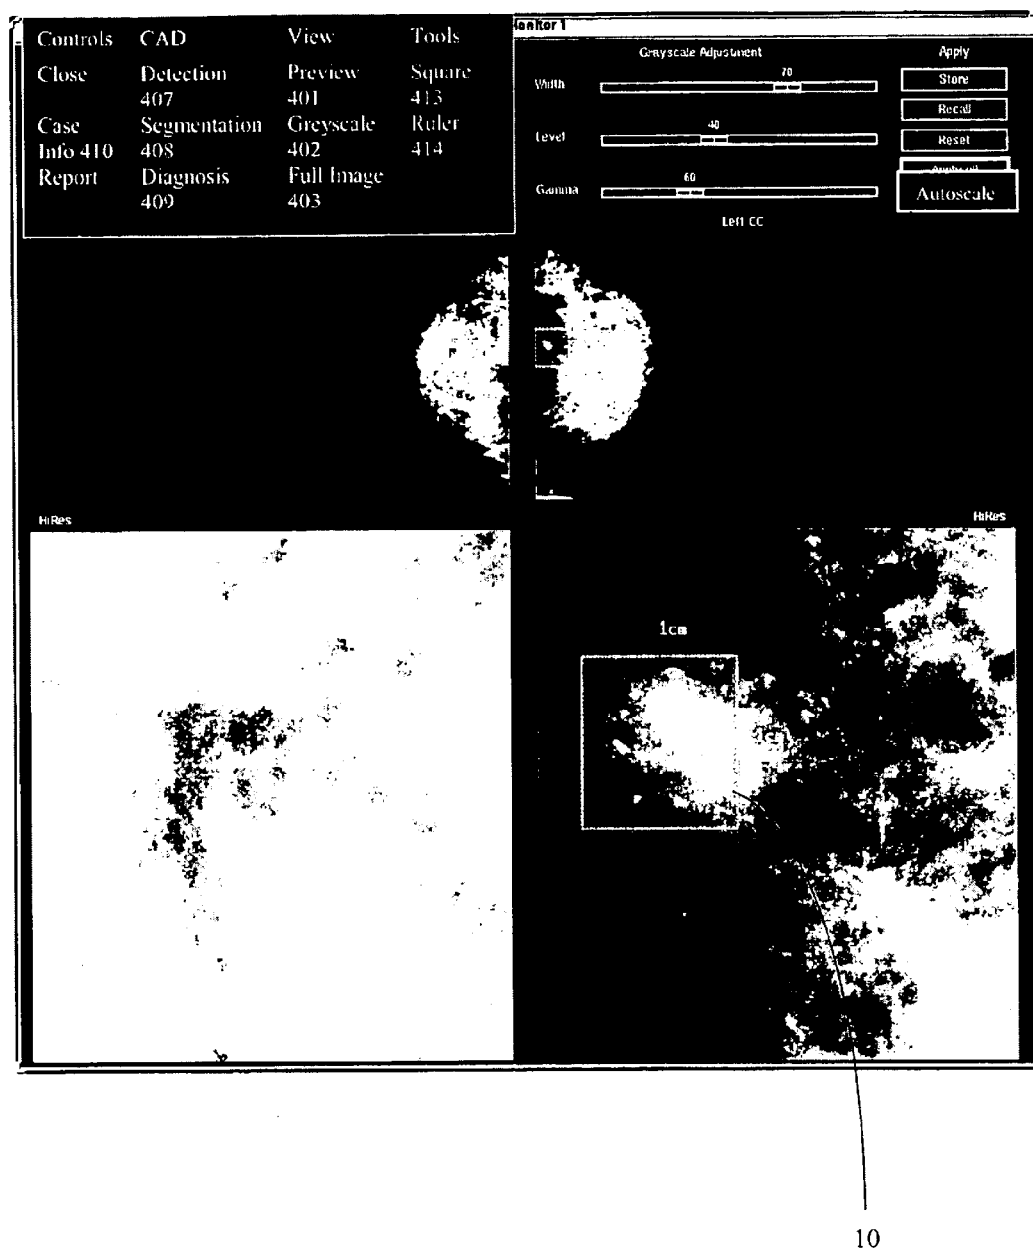 Monitor 1
Controls CAD View Tools
Close Detection 407 Preview 401 Square 413
Case Info 410 Segmentation 408 Greyscale 402 Ruler 414
Report Diagnosis 409 Full Image 403
Greyscale Adjustment
Width 70
Level 40
Gamma 60
Apply
Store
Recall
Reset
Autoscale
Left CC
HiRes
HiRes
1cm
10